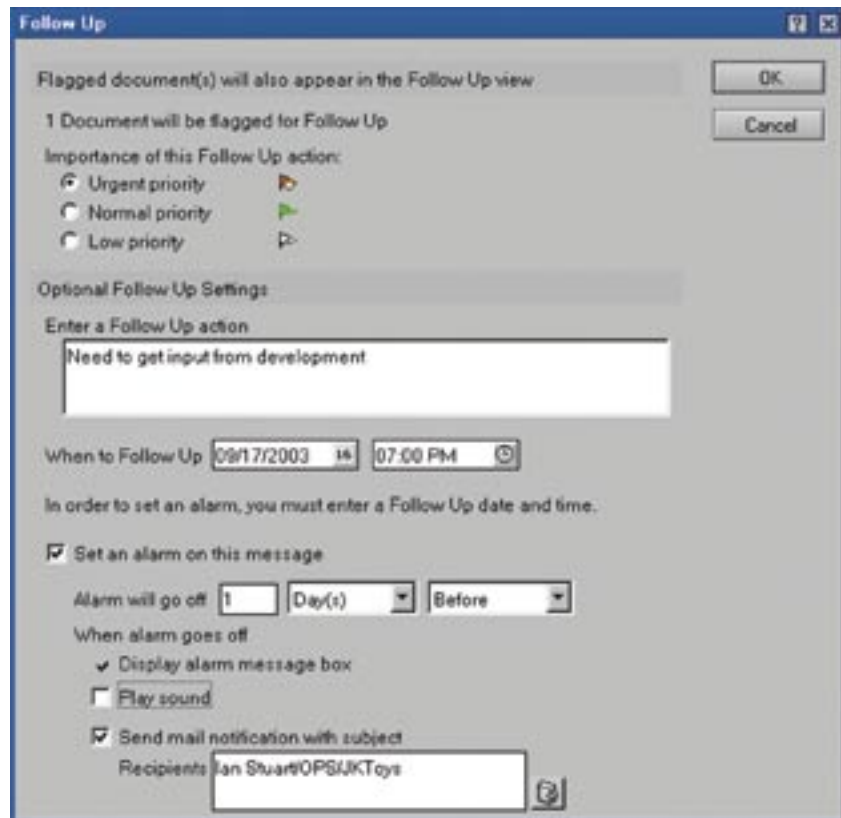 Follow Up
Flagged document(s) will also appear in the Follow Up view
OK
1 Document will be flagged for Follow Up
Cancel
Importance of this Follow Up action:
Urgent priority
Normal priority
Low priority
Optional Follow Up Settings
Enter a Follow Up action
Need to get input from development
When to Follow Up 09/17/2003 16 07:00 PM
In order to set an alarm, you must enter a Follow Up date and time.
Set an alarm on this message
Alarm will go off 1 Day(s) Before
When alarm goes off
Display alarm message box
Play sound
Send mail notification with subject
Recipients Ian Stuart/OPS/JKToys